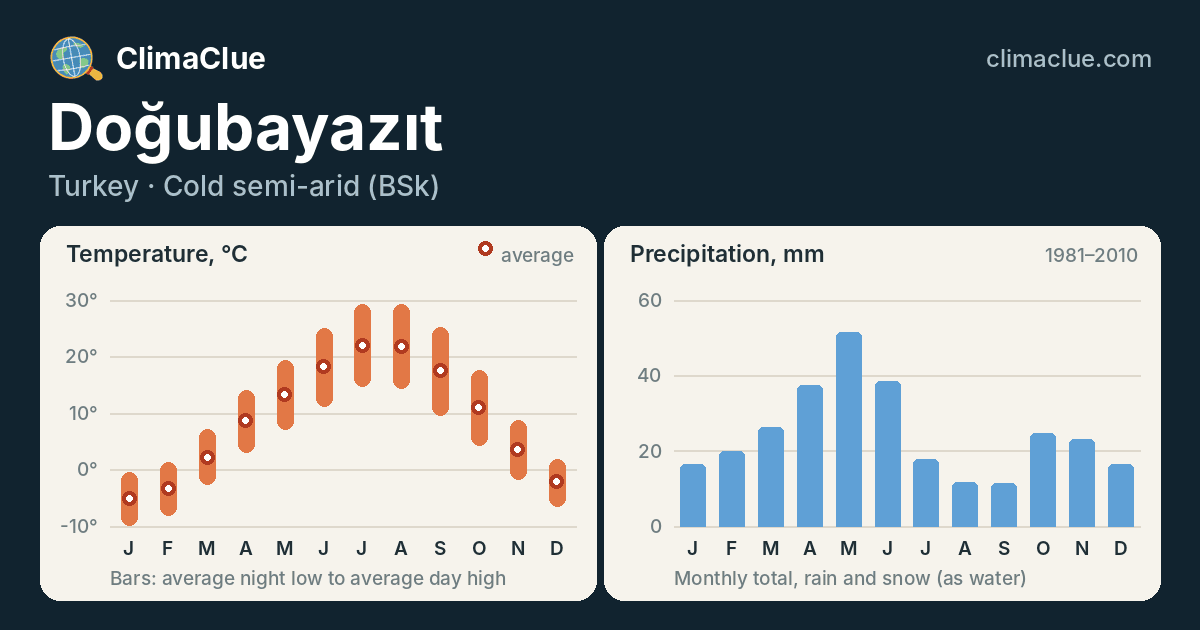 ClimaClue
climaclue.com
Doğubayazıt
Turkey · Cold semi-arid (BSk)
Temperature, °C
average
30°
20°
10°
0°
-10°
J F M A M J J A S O N D
Bars: average night low to average day high
Precipitation, mm
1981–2010
60
40
20
0
J F M A M J J A S O N D
Monthly total, rain and snow (as water)